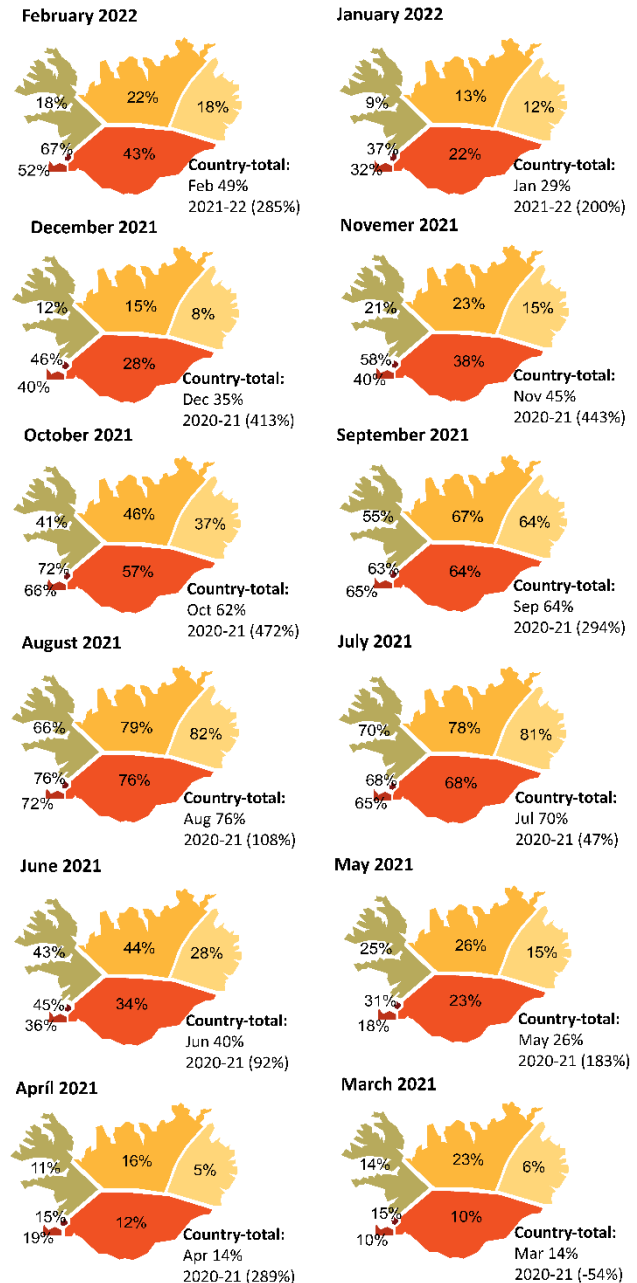 February 2022
18%
22%
18%
67%
52%
43%
Country-total:
Feb 49%
2021-22 (285%)
January 2022
9%
13%
12%
37%
32%
22%
Country-total:
Jan 29%
2021-22 (200%)
December 2021
12%
15%
8%
46%
40%
28%
Country-total:
Dec 35%
2020-21 (413%)
Novemer 2021
21%
23%
15%
58%
40%
38%
Country-total:
Nov 45%
2020-21 (443%)
October 2021
41%
46%
37%
72%
66%
57%
Country-total:
Oct 62%
2020-21 (472%)
September 2021
55%
67%
64%
63%
65%
64%
Country-total:
Sep 64%
2020-21 (294%)
August 2021
66%
79%
82%
76%
72%
76%
Country-total:
Aug 76%
2020-21 (108%)
July 2021
70%
78%
81%
68%
65%
68%
Country-total:
Jul 70%
2020-21 (47%)
June 2021
43%
44%
28%
45%
36%
34%
Country-total:
Jun 40%
2020-21 (92%)
May 2021
25%
26%
15%
31%
18%
23%
Country-total:
May 26%
2020-21 (183%)
Apríl 2021
11%
16%
5%
15%
19%
12%
Country-total:
Apr 14%
2020-21 (289%)
March 2021
14%
23%
6%
15%
10%
10%
Country-total:
Mar 14%
2020-21 (-54%)